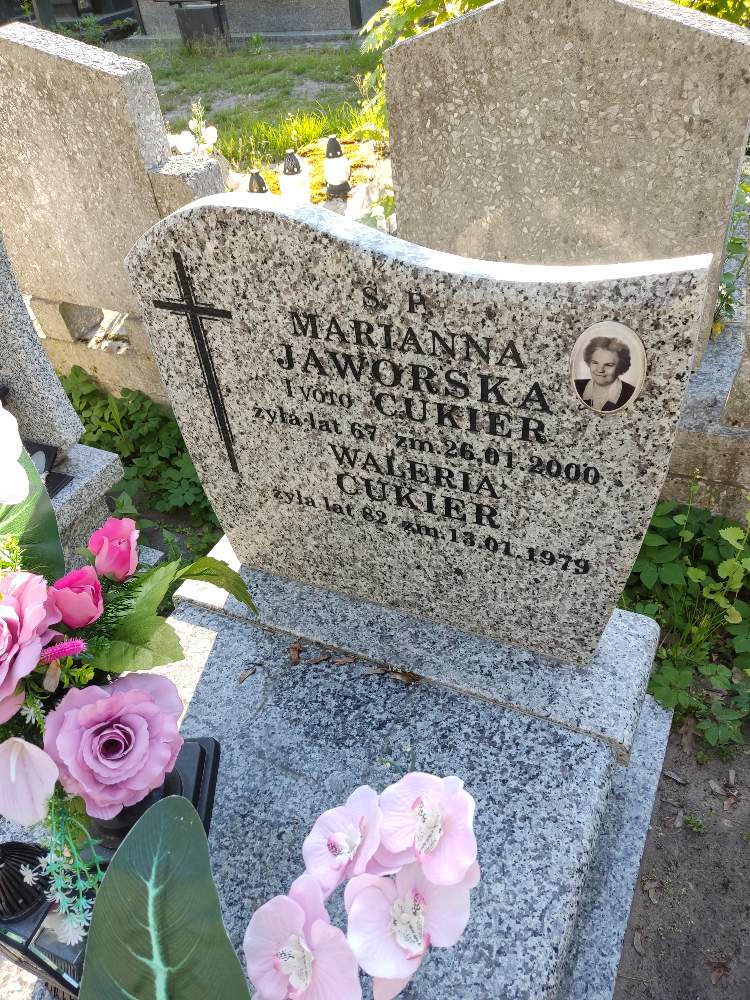 Ś. P.
MARIANNA
JAWORSKA
I VOTO CUKIER
żyła lat 67 zm. 26.01 2000
WALERIA
CUKIER
żyła lat 62 zm. 13.01.1979